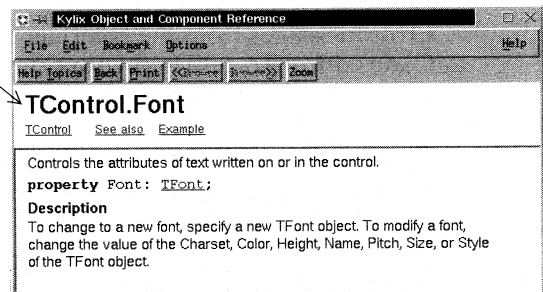 Kylix Object and Component Reference
File Edit Bookmark Options Help
Help Topics Back Print <<Browse Browse>> Zoom
TControl.Font
TControl See also Example
Controls the attributes of text written on or in the control.
property Font: TFont;
Description
To change to a new font, specify a new TFont object. To modify a font,
change the value of the Charset, Color, Height, Name, Pitch, Size, or Style
of the TFont object.